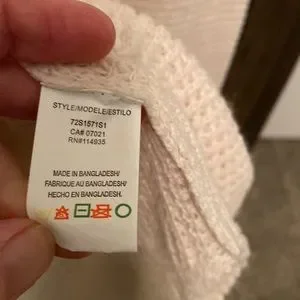 STYLE/MODELE/ESTILO
72S1571S1
CA# 07021
RN#114935
MADE IN BANGLADESH/
FABRIQUE AU BANGLADESH/
HECHO EN BANGLADESH